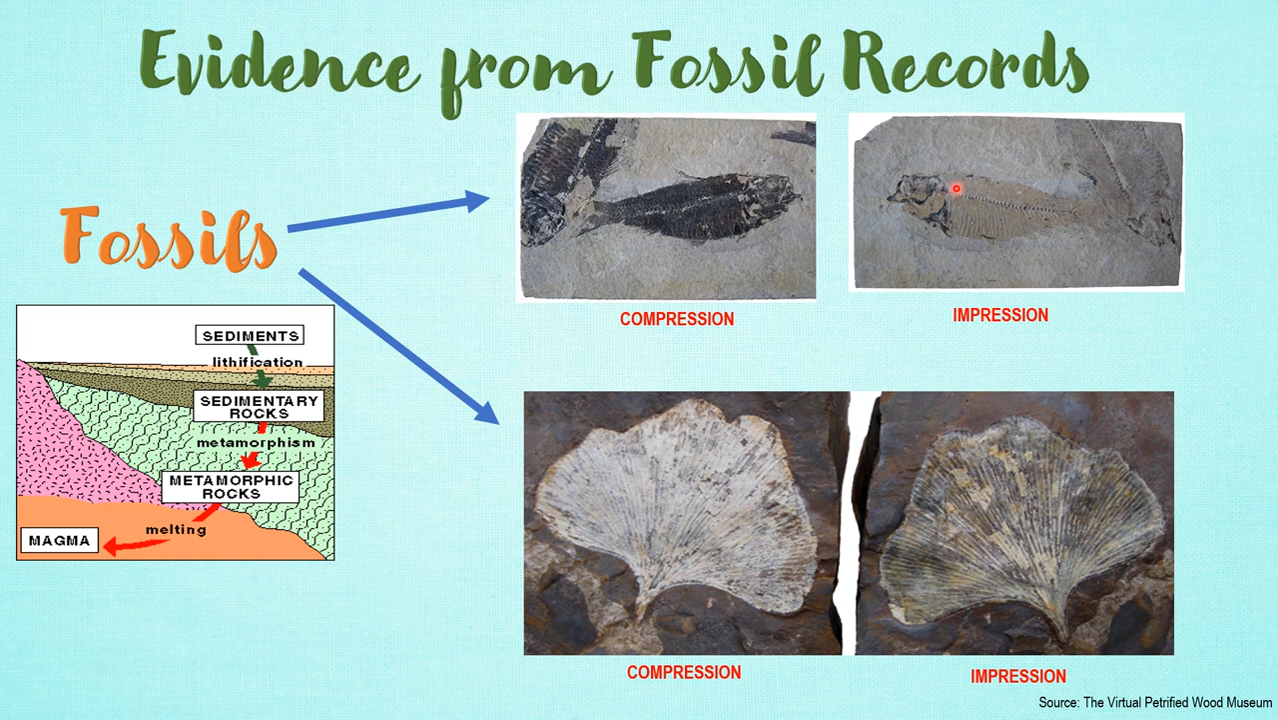 Evidence from Fossil Records
Fossils
COMPRESSION
IMPRESSION
SEDIMENTS
lithification
SEDIMENTARY
ROCKS
metamorphism
METAMORPHIC
ROCKS
melting
MAGMA
COMPRESSION
IMPRESSION
Source: The Virtual Petrified Wood Museum